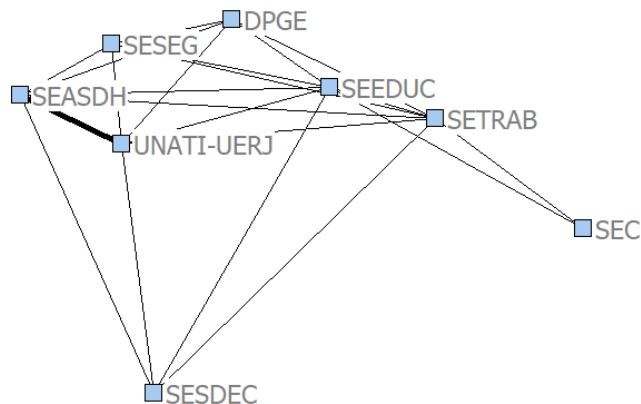 DPGE
SESEG
SEEDUC
SEASDH
SETRAB
UNATI-UERJ
SEC
SESDEC